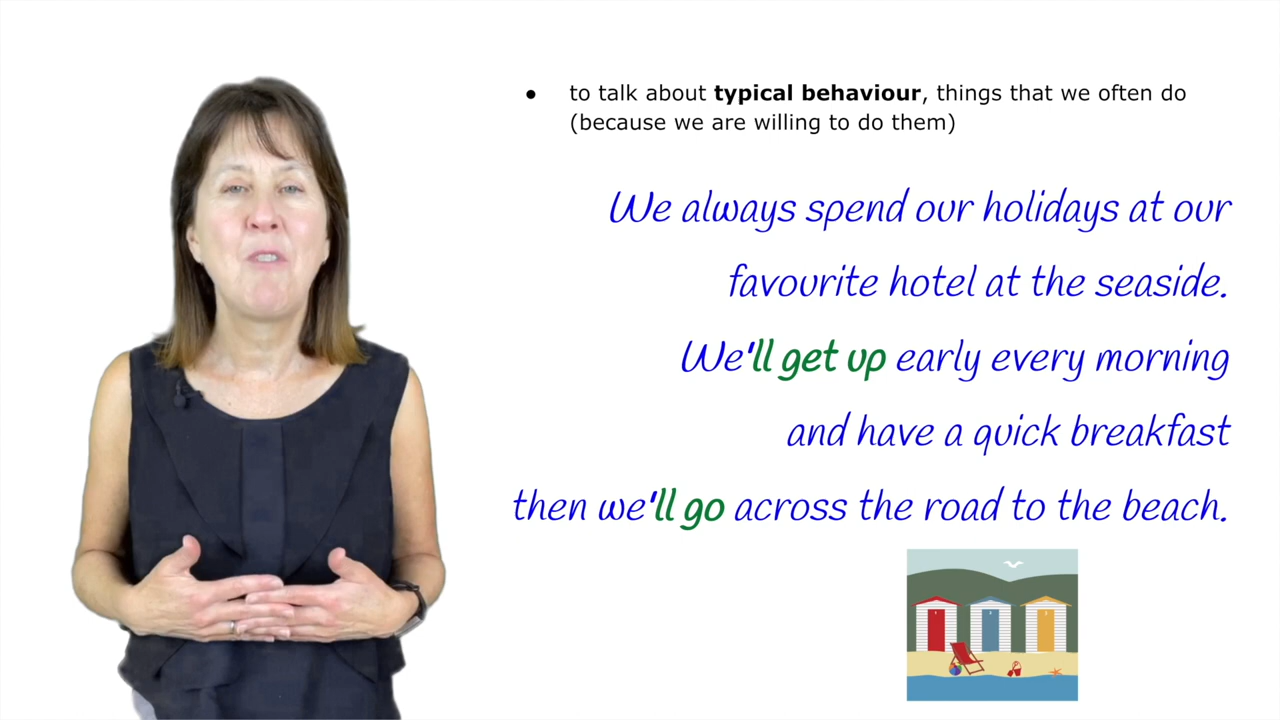 ● to talk about typical behaviour, things that we often do
(because we are willing to do them)
We always spend our holidays at our
favourite hotel at the seaside.
We'll get up early every morning
and have a quick breakfast
then we'll go across the road to the beach.